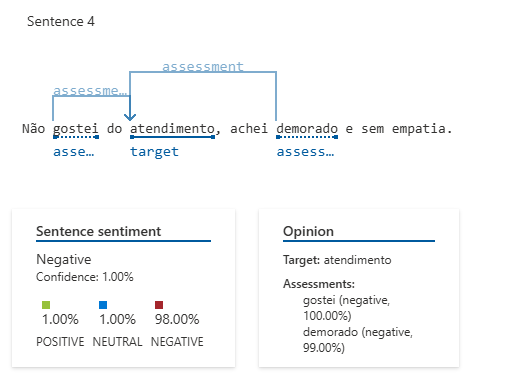 Sentence 4
assessment
assessme…
Não gostei do atendimento, achei demorado e sem empatia.
asse… target assess…
Sentence sentiment
Negative
Confidence: 1.00%
1.00% 1.00% 98.00%
POSITIVE NEUTRAL NEGATIVE
Opinion
Target: atendimento
Assessments:
gostei (negative,
100.00%)
demorado (negative,
99.00%)